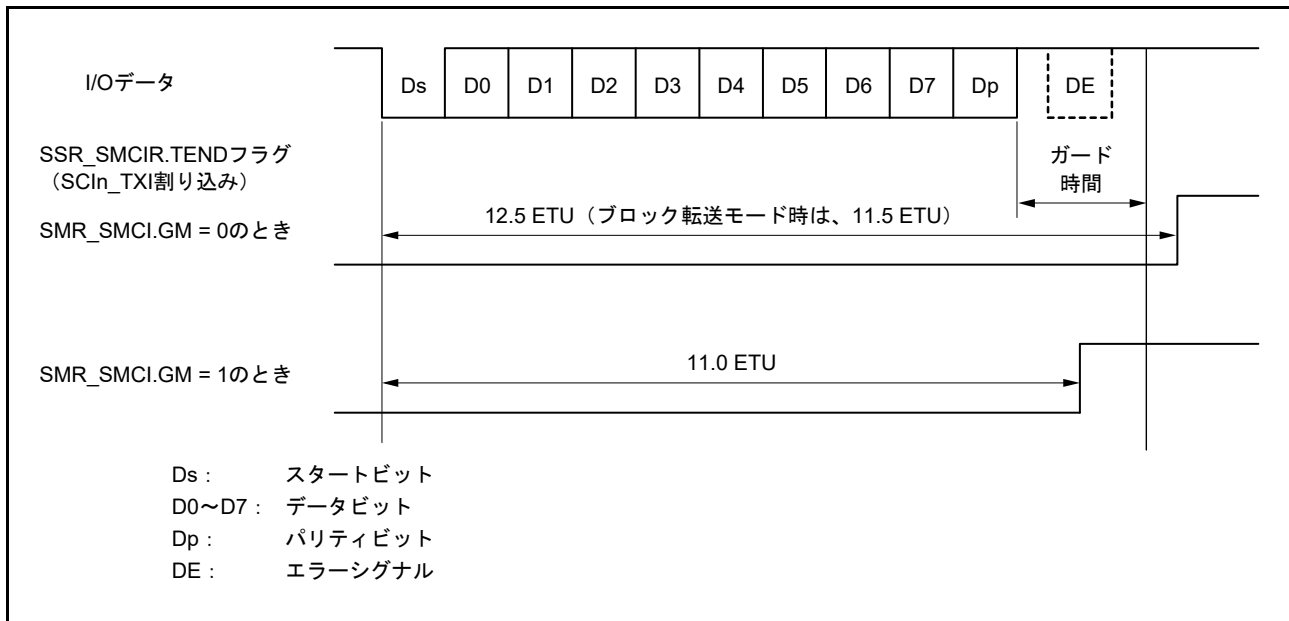 I/Oデータ
Ds D0 D1 D2 D3 D4 D5 D6 D7 Dp DE
SSR_SMCIR.TENDフラグ
（SCIn_TXI割り込み）
ガード
時間
12.5 ETU（ブロック転送モード時は、11.5 ETU）
SMR_SMCI.GM = 0のとき
11.0 ETU
SMR_SMCI.GM = 1のとき
Ds： スタートビット
D0～D7： データビット
Dp： パリティビット
DE： エラーシグナル